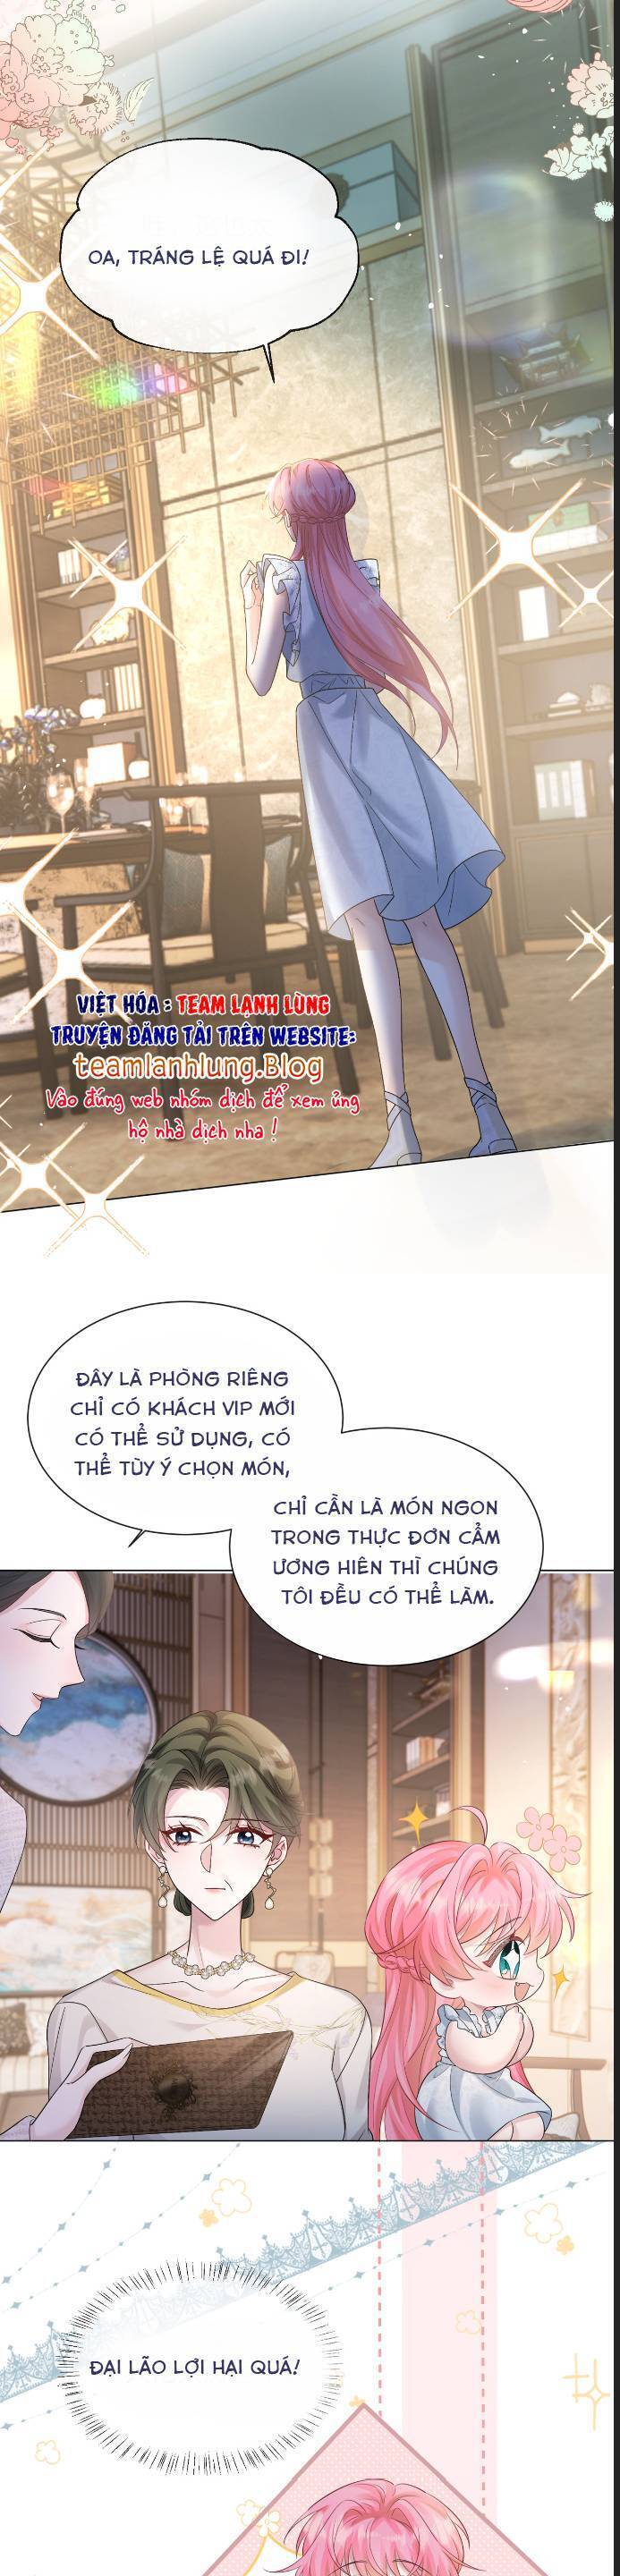 OA, TRÁNG LỆ QUÁ ĐI!
VIỆT HÓA : TEAM LẠNH LÙNG
TRUYỆN ĐĂNG TẢI TRÊN WEBSITE:
teamlanhlung.Blog
Vào đúng web nhóm dịch để xem ủng
hộ nhà dịch nha !
ĐÂY LÀ PHÒNG RIÊNG
CHỈ CÓ KHÁCH VIP MỚI
CÓ THỂ SỬ DỤNG, CÓ
THỂ TÙY Ý CHỌN MÓN,
CHỈ CẦN LÀ MÓN NGON
TRONG THỰC ĐƠN CẨM
ƯƠNG HIÊN THÌ CHÚNG
TÔI ĐỀU CÓ THỂ LÀM.
ĐẠI LÃO LỢI HẠI QUÁ!